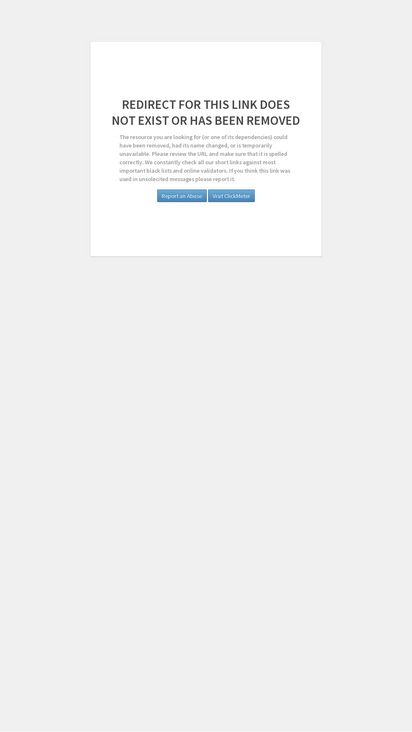 REDIRECT FOR THIS LINK DOES
NOT EXIST OR HAS BEEN REMOVED
The resource you are looking for (or one of its dependencies) could
have been removed, had its name changed, or is temporarily
unavailable. Please review the URL and make sure that it is spelled
correctly. We constantly check all our short links against most
important black lists and online validators. If you think this link was
used in unsolecited messages please report it.
Report an Abuse Visit ClickMeter